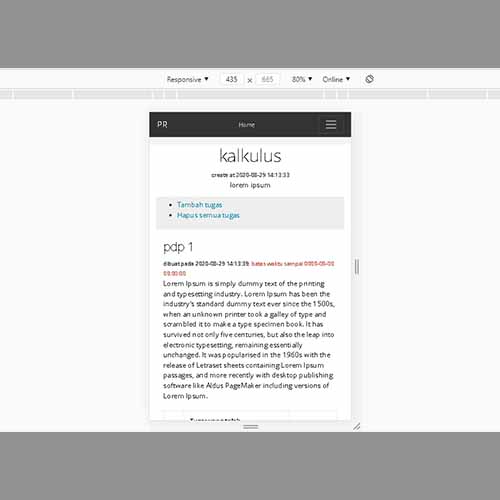 Responsive ▼ 435 × 665 80% ▼ Online ▼
PR Home
kalkulus
create at 2020-08-29 14:13:33
lorem ipsum
Tambah tugas
Hapus semua tugas
pdp 1
dibuat pada 2020-08-29 14:13:39. batas waktu sampai 0000-00-00
00:00:00
Lorem Ipsum is simply dummy text of the printing
and typesetting industry. Lorem Ipsum has been the
industry's standard dummy text ever since the 1500s,
when an unknown printer took a galley of type and
scrambled it to make a type specimen book. It has
survived not only five centuries, but also the leap into
electronic typesetting, remaining essentially
unchanged. It was popularised in the 1960s with the
release of Letraset sheets containing Lorem Ipsum
passages, and more recently with desktop publishing
software like Aldus PageMaker including versions of
Lorem Ipsum.